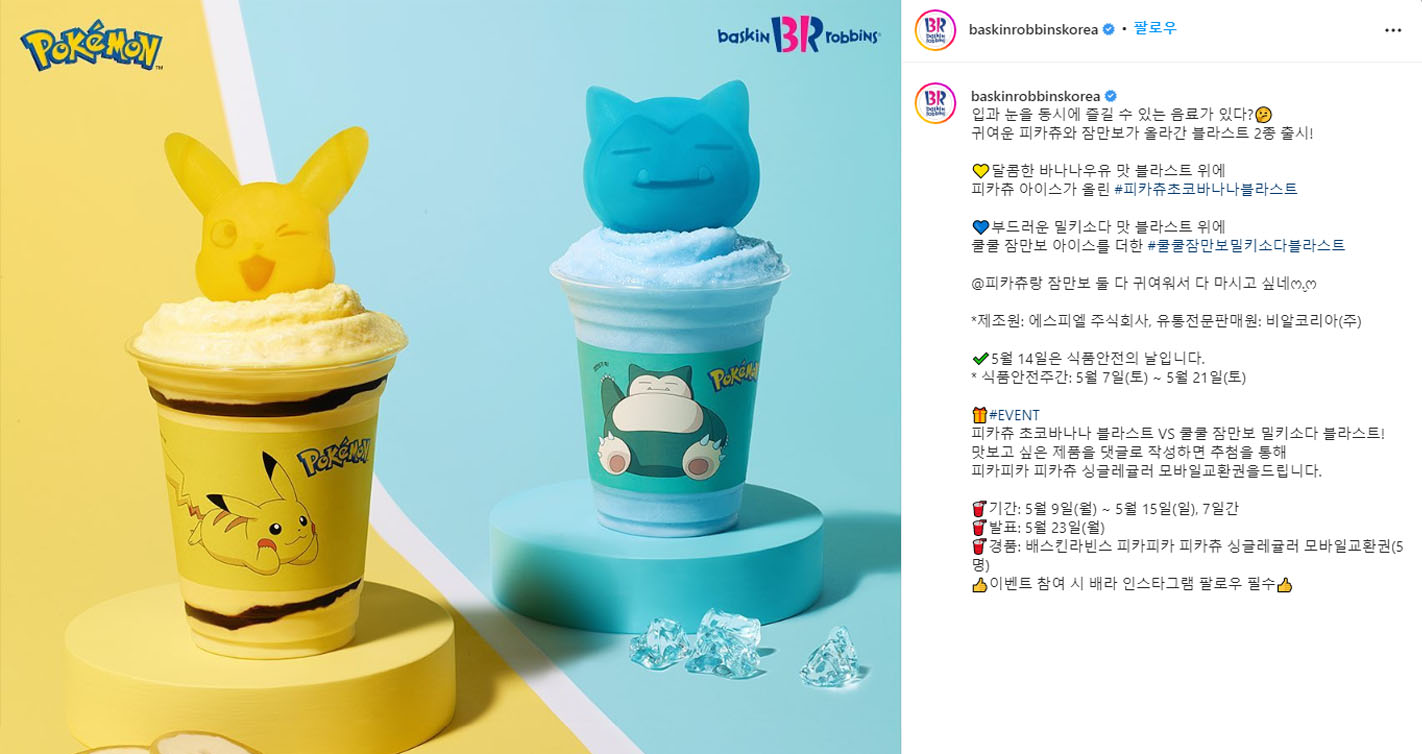 POKéMON™
baskin BR robbins®
POKéMON
POKéMON
baskinrobbinskorea • 팔로우
baskinrobbinskorea
입과 눈을 동시에 즐길 수 있는 음료가 있다?🤔
귀여운 피카츄와 잠만보가 올라간 블라스트 2종 출시!
💛달콤한 바나나우유 맛 블라스트 위에
피카츄 아이스가 올린 #피카츄초코바나나블라스트
💙부드러운 밀키소다 맛 블라스트 위에
쿨쿨 잠만보 아이스를 더한 #쿨쿨잠만보밀키소다블라스트
@피카츄랑 잠만보 둘 다 귀여워서 다 마시고 싶네ෆ.̮ෆ
*제조원: 에스피엘 주식회사, 유통전문판매원: 비알코리아(주)
✔5월 14일은 식품안전의 날입니다.
* 식품안전주간: 5월 7일(토) ~ 5월 21일(토)
🎁#EVENT
피카츄 초코바나나 블라스트 VS 쿨쿨 잠만보 밀키소다 블라스트!
맛보고 싶은 제품을 댓글로 작성하면 추첨을 통해
피카피카 피카츄 싱글레귤러 모바일교환권을드립니다.
🥤기간: 5월 9일(월) ~ 5월 15일(일), 7일간
🥤발표: 5월 23일(월)
🥤경품: 배스킨라빈스 피카피카 피카츄 싱글레귤러 모바일교환권(5
명)
👍이벤트 참여 시 배라 인스타그램 팔로우 필수👍